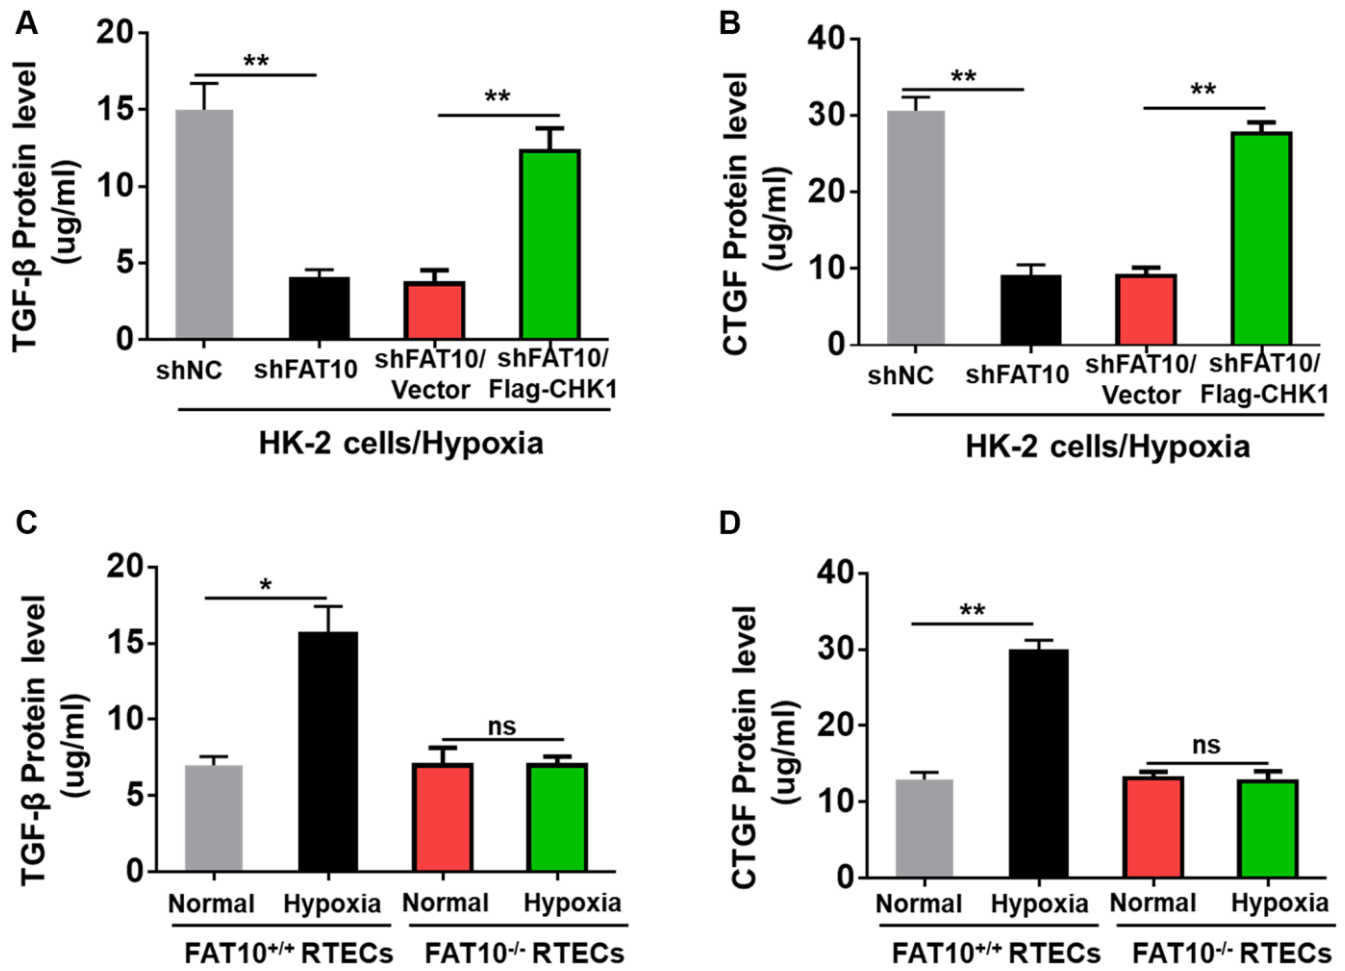 A
TGF-β Protein level
(ug/ml)
20
15
10
5
0
**
**
shNC
shFAT10
shFAT10/
Vector
shFAT10/
Flag-CHK1
HK-2 cells/Hypoxia
B
CTGF Protein level
(ug/ml)
40
30
20
10
0
**
**
shNC
shFAT10
shFAT10/
Vector
shFAT10/
Flag-CHK1
HK-2 cells/Hypoxia
C
TGF-β Protein level
(ug/ml)
20
15
10
5
0
*
ns
Normal
Hypoxia
Normal
Hypoxia
FAT10+/+ RTECs
FAT10-/- RTECs
D
CTGF Protein level
(ug/ml)
40
30
20
10
0
**
ns
Normal
Hypoxia
Normal
Hypoxia
FAT10+/+ RTECs
FAT10-/- RTECs